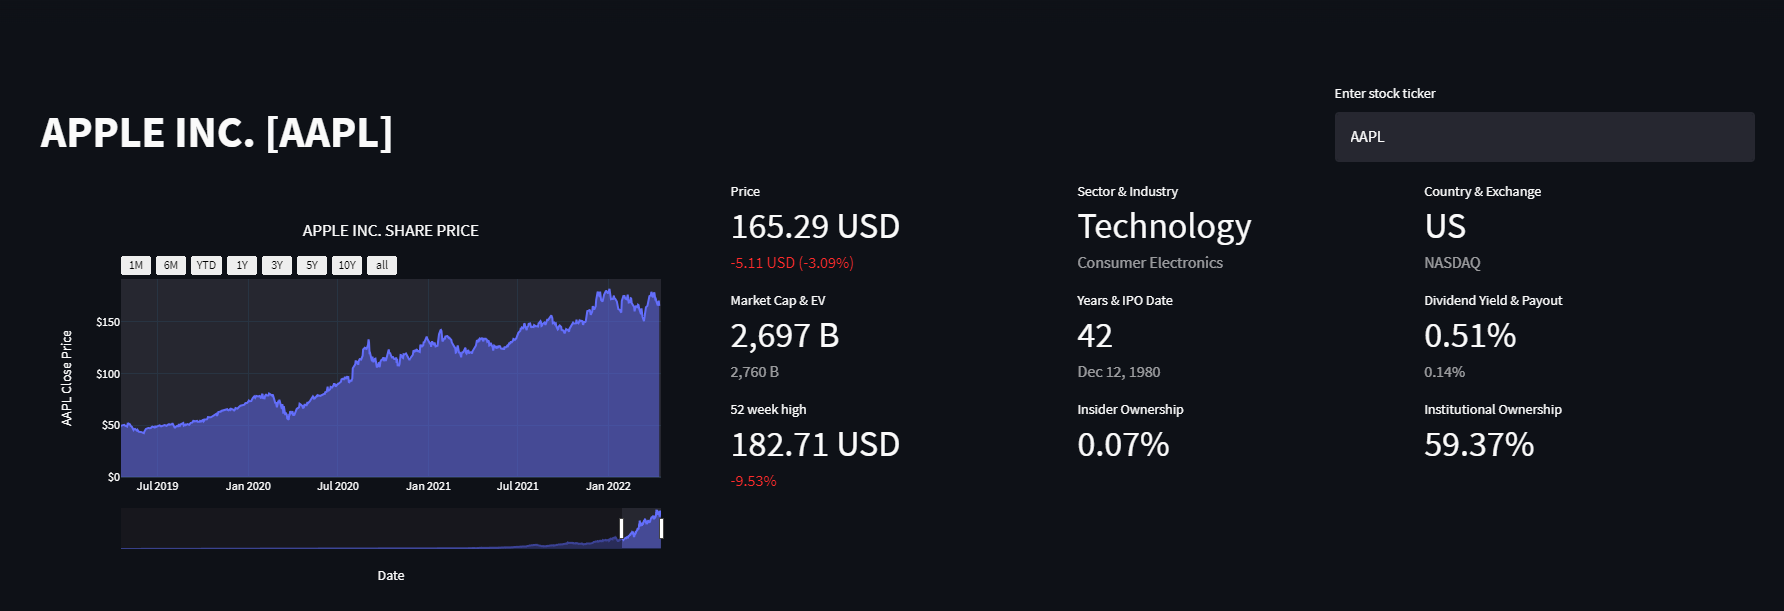 Enter stock ticker
APPLE INC. [AAPL]
AAPL
APPLE INC. SHARE PRICE
1M 6M YTD 1Y 3Y 5Y 10Y all
AAPL Close Price
$150
$100
$50
$0
Jul 2019 Jan 2020 Jul 2020 Jan 2021 Jul 2021 Jan 2022
Date
Price
165.29 USD
-5.11 USD (-3.09%)
Sector & Industry
Technology
Consumer Electronics
Country & Exchange
US
NASDAQ
Market Cap & EV
2,697 B
2,760 B
Years & IPO Date
42
Dec 12, 1980
Dividend Yield & Payout
0.51%
0.14%
52 week high
182.71 USD
-9.53%
Insider Ownership
0.07%
Institutional Ownership
59.37%